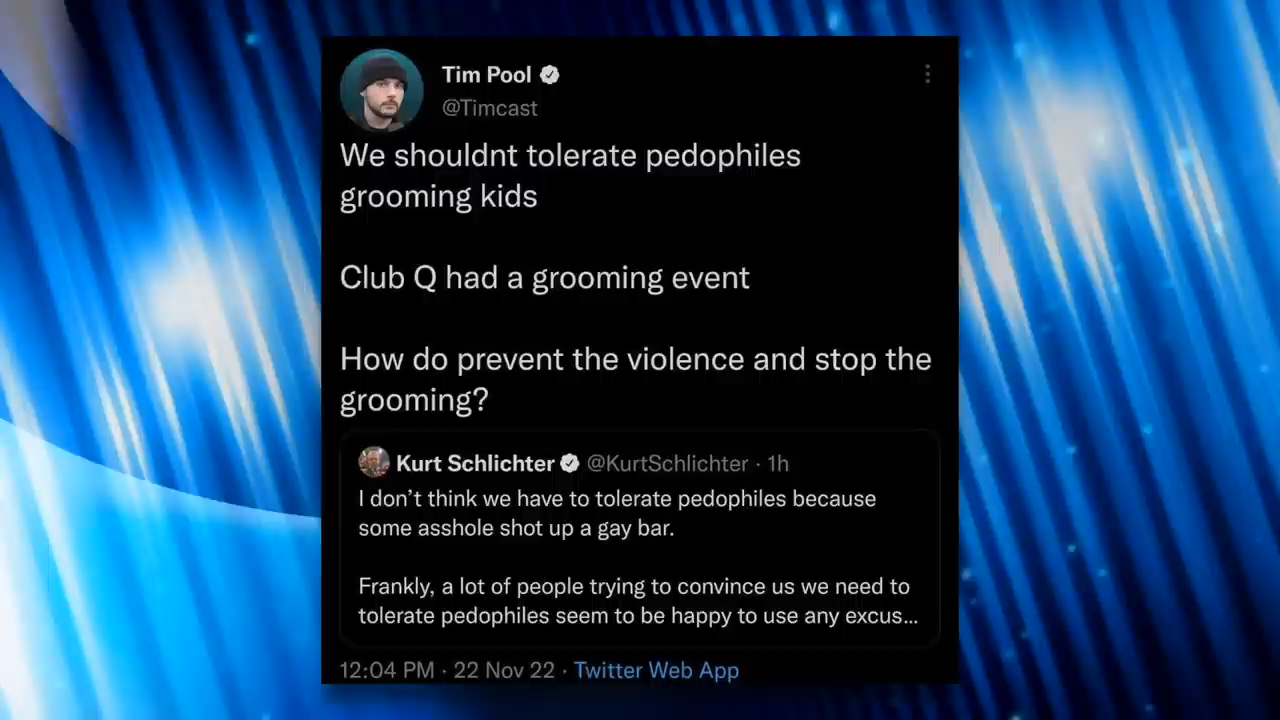 Tim Pool
@Timcast
We shouldnt tolerate pedophiles
grooming kids
Club Q had a grooming event
How do prevent the violence and stop the
grooming?
Kurt Schlichter @KurtSchlichter · 1h
I don’t think we have to tolerate pedophiles because
some asshole shot up a gay bar.
Frankly, a lot of people trying to convince us we need to
tolerate pedophiles seem to be happy to use any excus...
12:04 PM · 22 Nov 22 · Twitter Web App